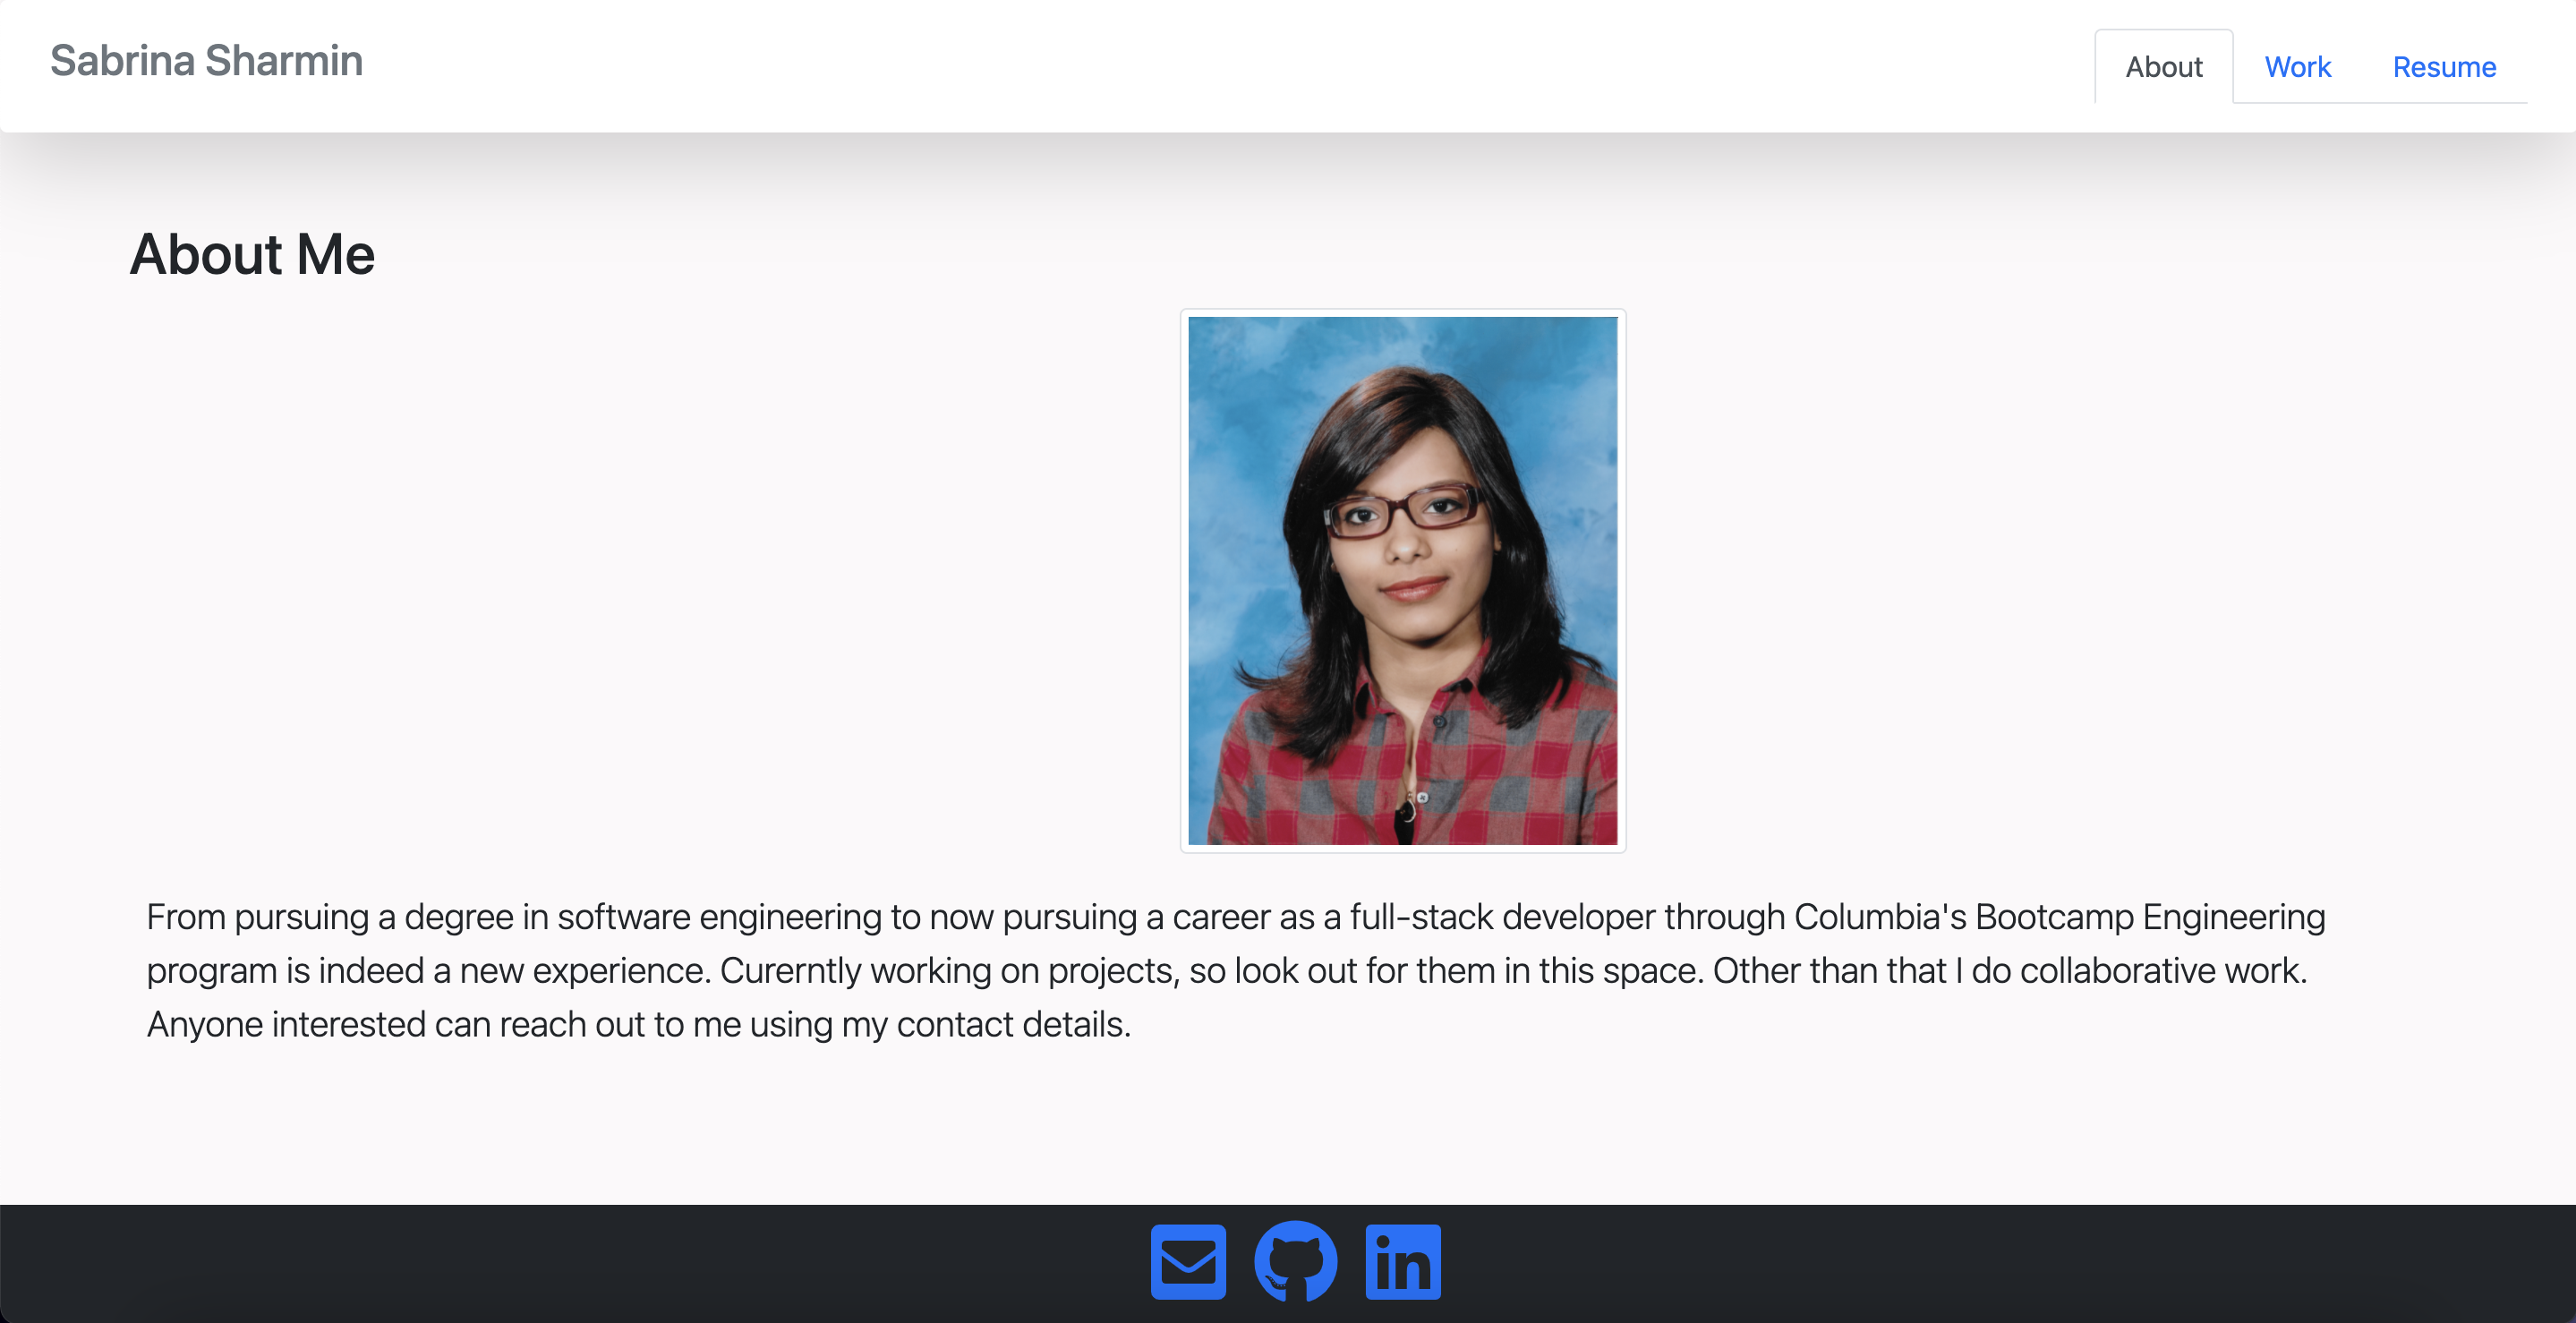 Sabrina Sharmin
About
Work
Resume
About Me
From pursuing a degree in software engineering to now pursuing a career as a full-stack developer through Columbia's Bootcamp Engineering
program is indeed a new experience. Curerntly working on projects, so look out for them in this space. Other than that I do collaborative work.
Anyone interested can reach out to me using my contact details.
in